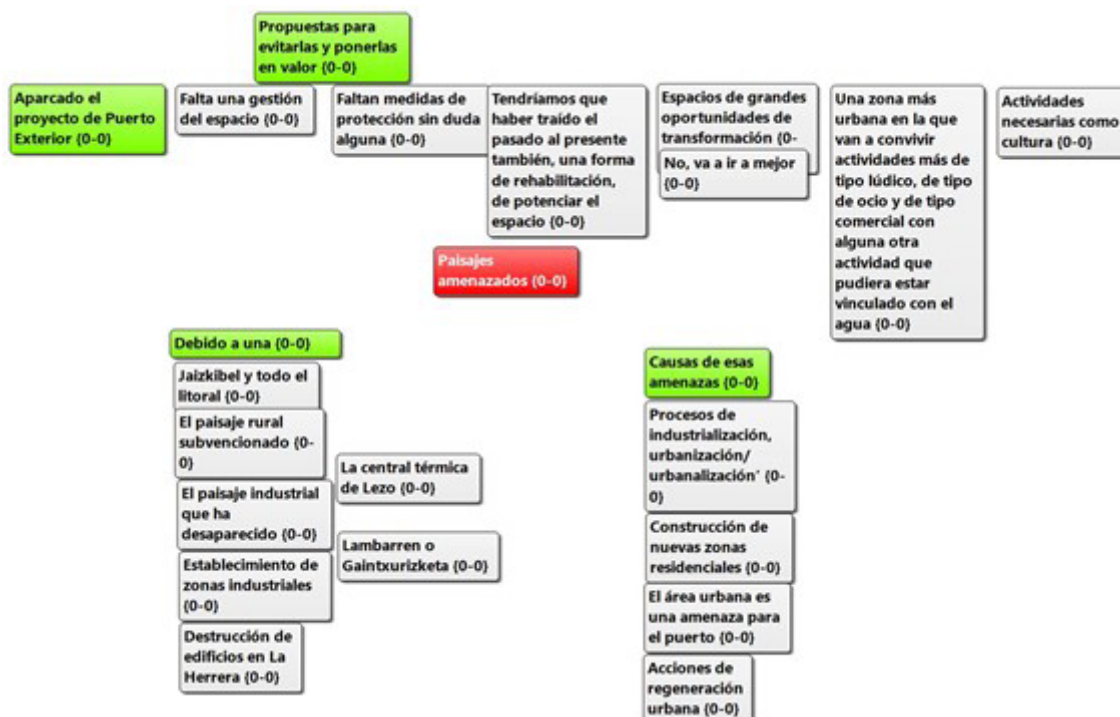 Propuestas para
evitarlas y ponerlas
en valor {0-0}
Aparcado el
proyecto de Puerto
Exterior {0-0}
Falta una gestión
del espacio {0-0}
Faltan medidas de
protección sin duda
alguna {0-0}
Tendríamos que
haber traído el
pasado al presente
también, una forma
de rehabilitación,
de potenciar el
espacio {0-0}
Espacios de grandes
oportunidades de
transformación {0-
No, va a ir a mejor
{0-0}
Una zona más
urbana en la que
van a convivir
actividades más de
tipo lúdico, de tipo
de ocio y de tipo
comercial con
alguna otra
actividad que
pudiera estar
vinculado con el
agua {0-0}
Actividades
necesarias como
cultura {0-0}
Paisajes
amenazados {0-0}
Debido a una {0-0}
Jaizkibel y todo el
litoral {0-0}
El paisaje rural
subvencionado {0-
0}
La central térmica
de Lezo {0-0}
El paisaje industrial
que ha
desaparecido {0-0}
Lambarren o
Gaintxurizketa {0-0}
Establecimiento de
zonas industriales
{0-0}
Destrucción de
edificios en La
Herrera {0-0}
Causas de esas
amenazas {0-0}
Procesos de
industrialización,
urbanización/
urbanalización’ {0-
0}
Construcción de
nuevas zonas
residenciales {0-0}
El área urbana es
una amenaza para
el puerto {0-0}
Acciones de
regeneración
urbana {0-0}